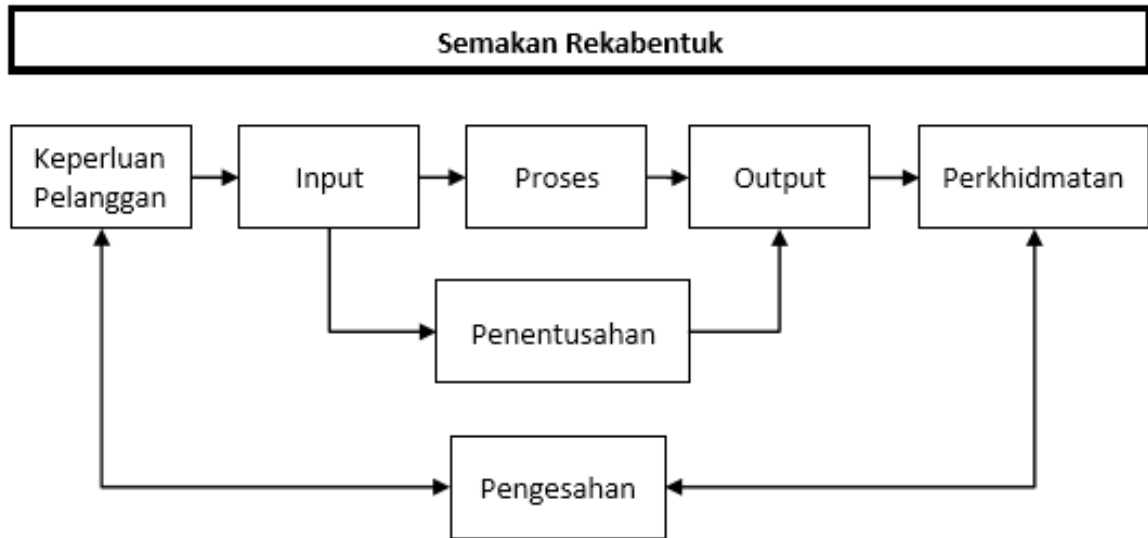 Semakan Rekabentuk
Keperluan
Pelanggan
Input
Proses
Output
Perkhidmatan
Penentusahan
Pengesahan